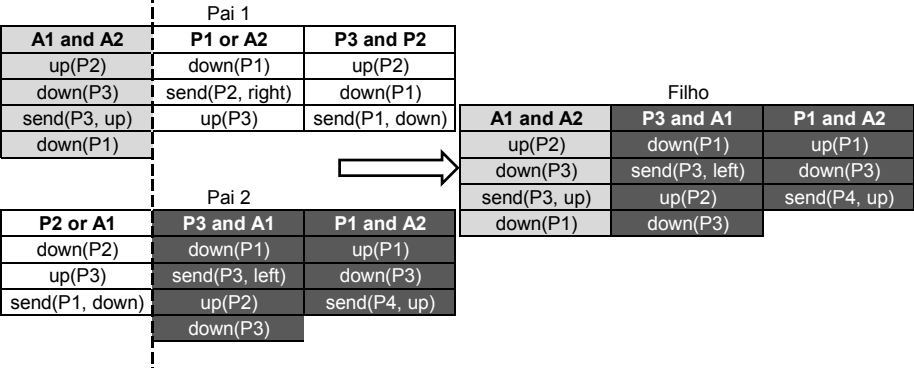 Pai 1
A1 and A2 P1 or A2 P3 and P2
up(P2) down(P1) up(P2)
down(P3) send(P2, right) down(P1)
send(P3, up) up(P3) send(P1, down)
down(P1)
Pai 2
P2 or A1 P3 and A1 P1 and A2
down(P2) down(P1) up(P1)
up(P3) send(P3, left) down(P3)
send(P1, down) up(P2) send(P4, up)
down(P3)
Filho
A1 and A2 P3 and A1 P1 and A2
up(P2) down(P1) up(P1)
down(P3) send(P3, left) down(P3)
send(P3, up) up(P2) send(P4, up)
down(P1) down(P3)